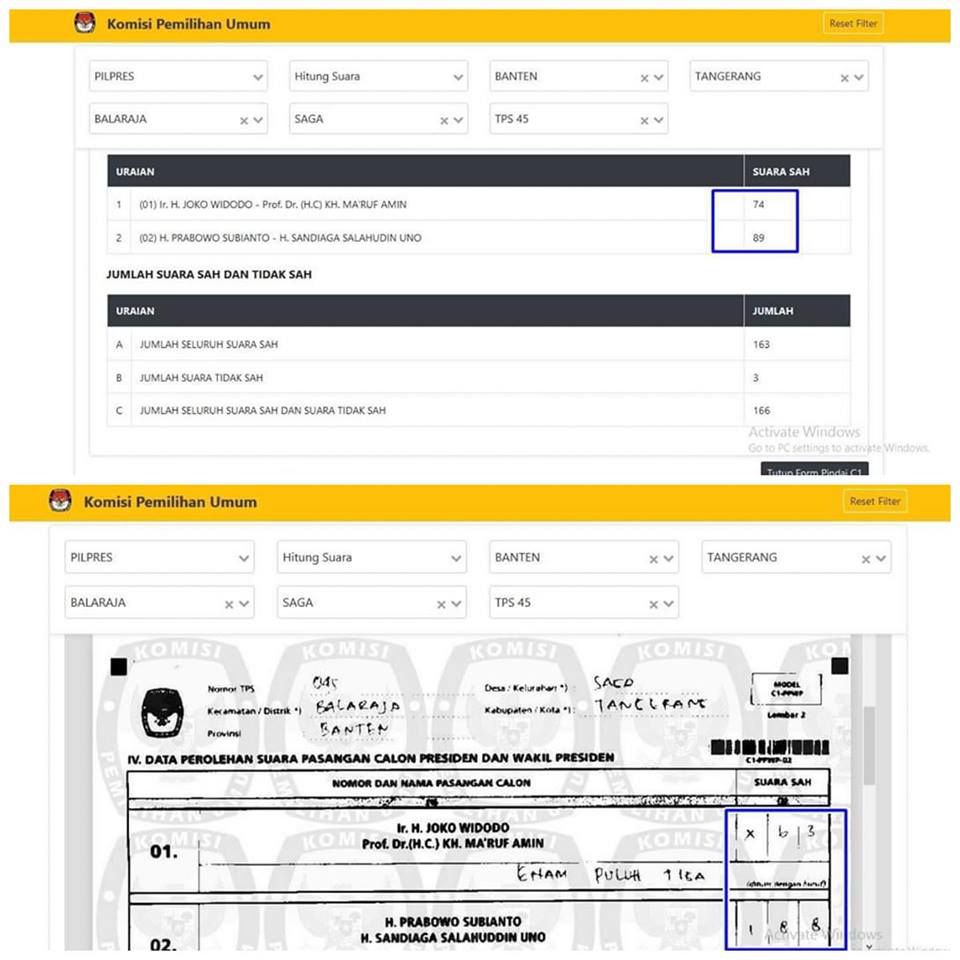 Komisi Pemilihan Umum
Reset Filter
PILPRES
Hitung Suara
BANTEN
TANGERANG
BALARAJA
SAGA
TPS 45
URAIAN SUARA SAH
1 (01) Ir. H. JOKO WIDODO - Prof. Dr. (H.C) KH. MA'RUF AMIN 74
2 (02) H. PRABOWO SUBIANTO - H. SANDIAGA SALAHUDIN UNO 89
JUMLAH SUARA SAH DAN TIDAK SAH
URAIAN JUMLAH
A JUMLAH SELURUH SUARA SAH 163
B JUMLAH SUARA TIDAK SAH 3
C JUMLAH SELURUH SUARA SAH DAN SUARA TIDAK SAH 166
Activate Windows
Go to PC settings to activate Windows.
Tutup Form Pindai C1
Komisi Pemilihan Umum
Reset Filter
PILPRES
Hitung Suara
BANTEN
TANGERANG
BALARAJA
SAGA
TPS 45
KOMISI KOMISI KOMISI KOMISI
Nomor TPS 045
Desa / Kelurahan *) :
MODEL
C1-PPWP
Kecamatan / Distrik *) BALARAJA
Kabupaten / Kota *) :
Lembar 2
Provinsi BANTEN
C1-PPWP-02
IV. DATA PEROLEHAN SUARA PASANGAN CALON PRESIDEN DAN WAKIL PRESIDEN
NOMOR DAN NAMA PASANGAN CALON SUARA SAH
01.
Ir. H. JOKO WIDODO
Prof. Dr.(H.C.) KH. MA'RUF AMIN
X 6 3
ENAM PULUH TIGA
(ditulis dengan huruf)
02.
H. PRABOWO SUBIANTO
H. SANDIAGA SALAHUDDIN UNO
1 8 8
Activate Windows